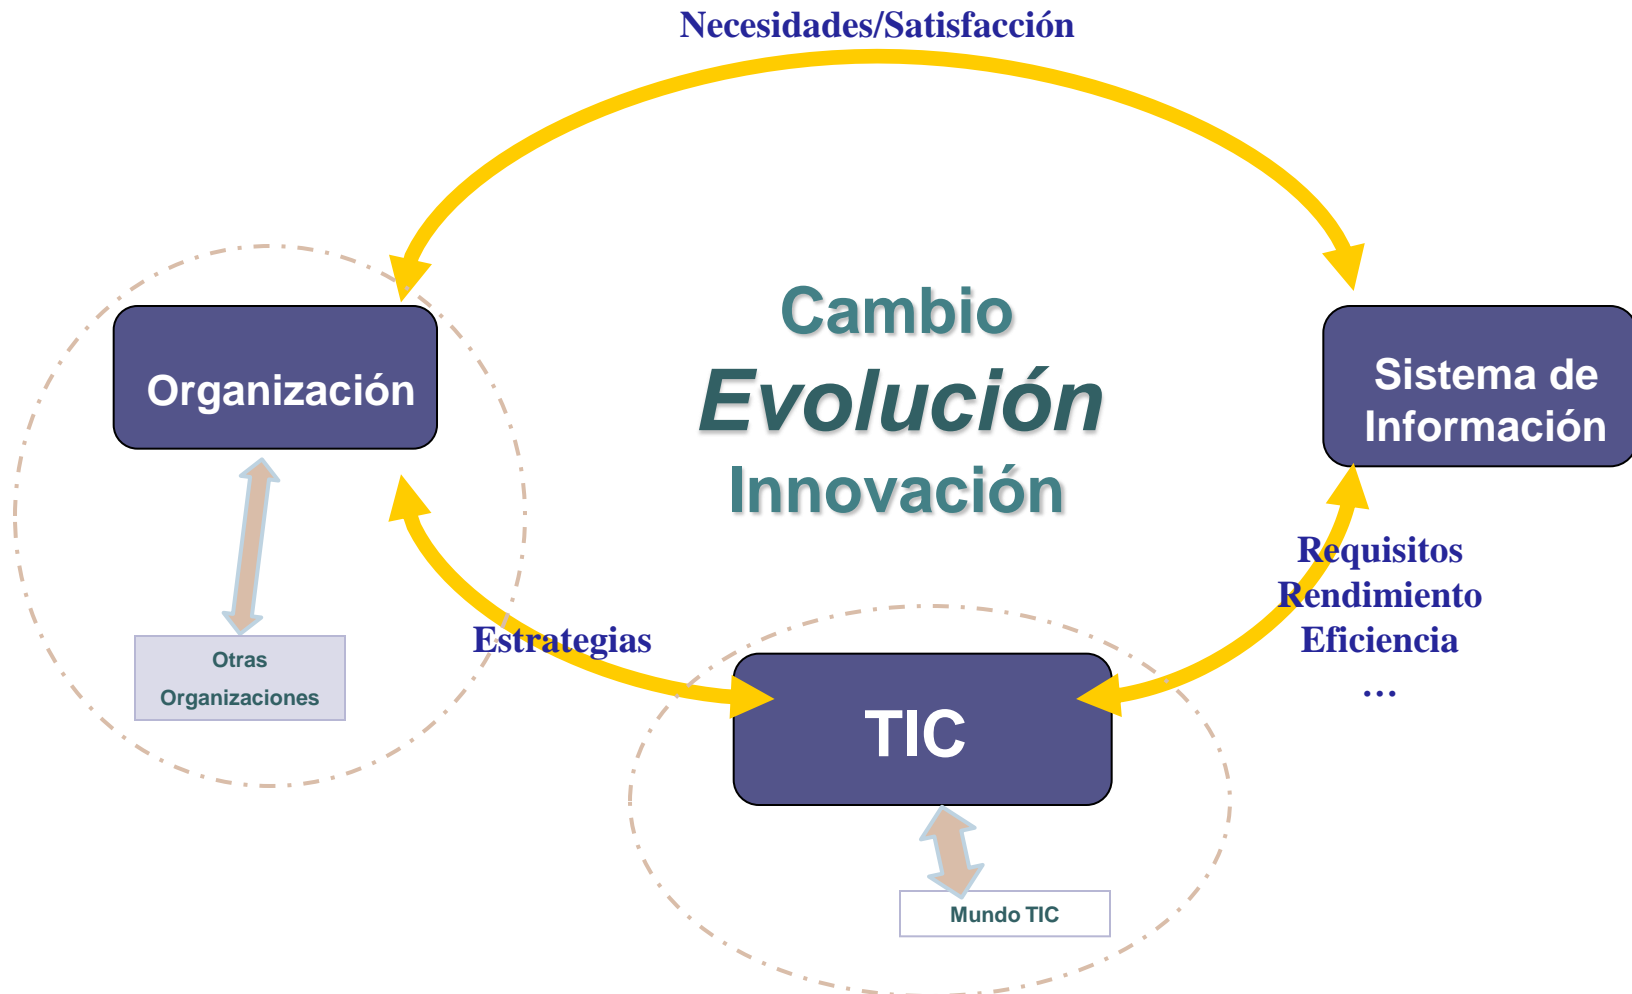 Necesidades/Satisfacción
Cambio
Evolución
Innovación
Organización
Sistema de
Información
Requisitos
Rendimiento
Eficiencia
…
Estrategias
Otras
Organizaciones
TIC
Mundo TIC